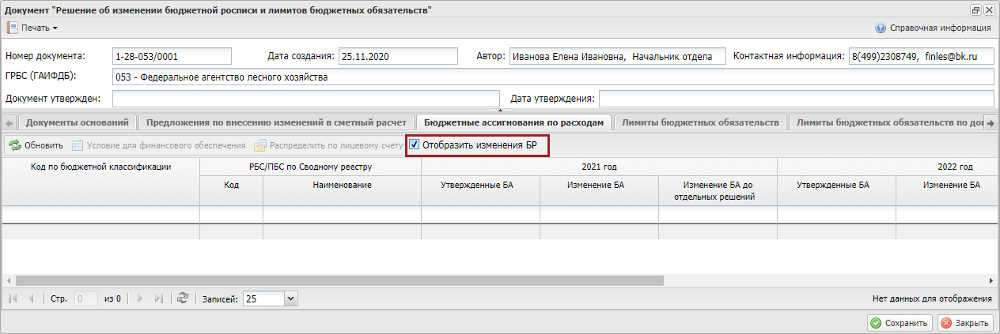 Документ "Решение об изменении бюджетной росписи и лимитов бюджетных обязательств"
Печать
Справочная информация
Номер документа: 1-28-053/0001 Дата создания: 25.11.2020 Автор: Иванова Елена Ивановна, Начальник отдела Контактная информация: 8(499)2308749, finles@bk.ru
ГРБС (ГАИФДБ): 053 - Федеральное агентство лесного хозяйства
Документ утвержден: Дата утверждения:
Документы оснований Предложения по внесению изменений в сметный расчет Бюджетные ассигнования по расходам Лимиты бюджетных обязательств Лимиты бюджетных обязательств по до
Обновить Условие для финансового обеспечения Распределить по лицевому счету Отобразить изменения БР
Код по бюджетной классификации РБС/ПБС по Сводному реестру 2021 год 2022 год
Код Наименование Утвержденные БА Изменение БА Изменение БА до Утвержденные БА Изменение БА
отдельных решений
Стр. 0 из 0 Записей: 25 Нет данных для отображения
Сохранить Закрыть